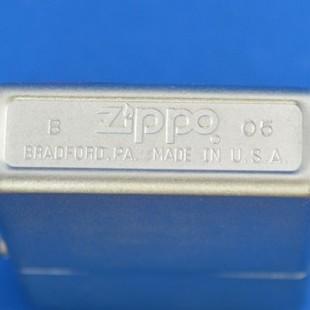 B Zippo 05
BRADFORD, PA. MADE IN U.S.A.